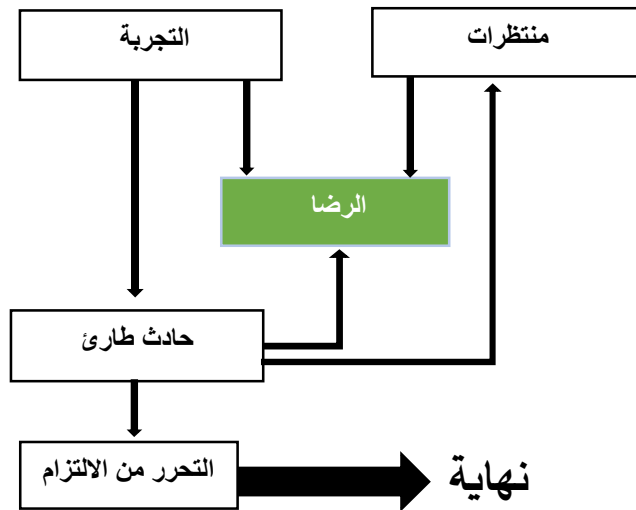 منتظرات
التجربة
الرضا
حادث طارئ
التحرر من الالتزام
نهاية